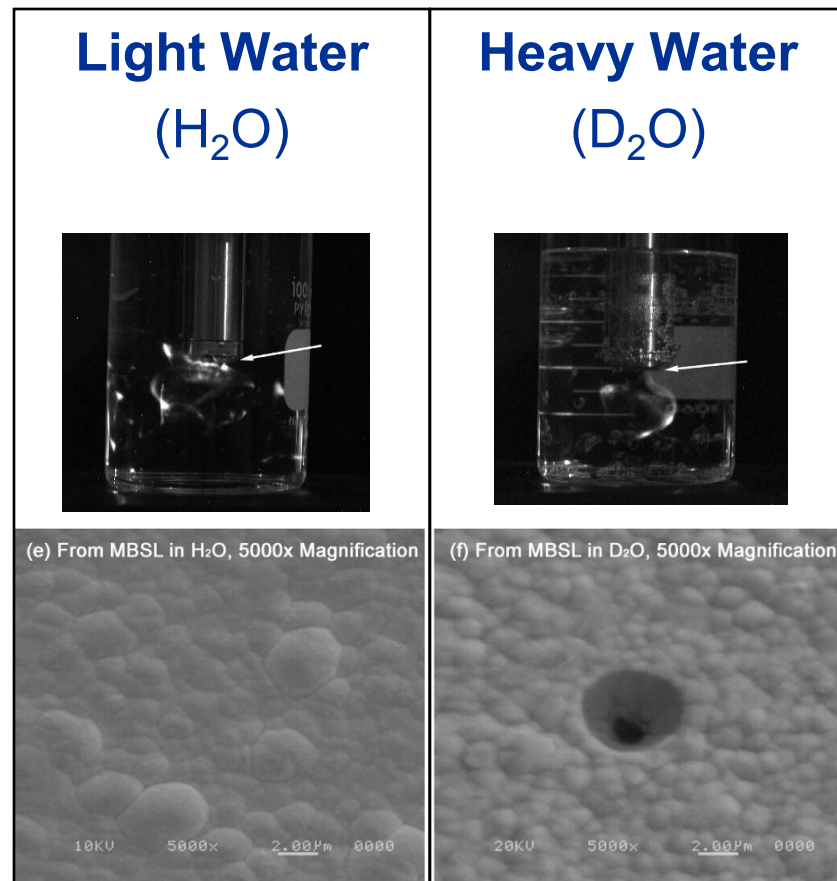 Light Water
(H₂O)
Heavy Water
(D₂O)
100
(e) From MBSL in H₂O, 5000x Magnification
10KV 5000x 2.00μm 0000
(f) From MBSL in D₂O, 5000x Magnification
20KV 5000x 2.00μm 0000